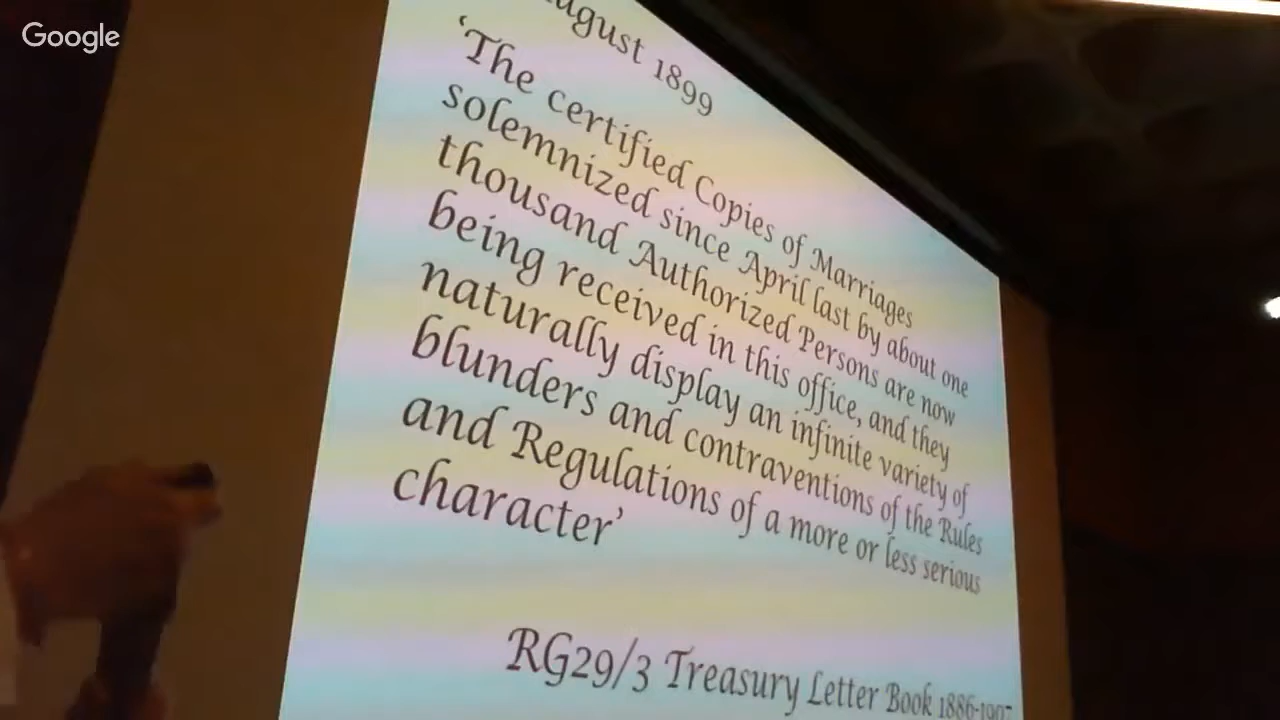 Google
August 1899
‘The certified Copies of Marriages
solemnized since April last by about one
thousand Authorized Persons are now
being received in this office, and they
naturally display an infinite variety of
blunders and contraventions of the Rules
and Regulations of a more or less serious
character’
RG29/3 Treasury Letter Book 1886-1907